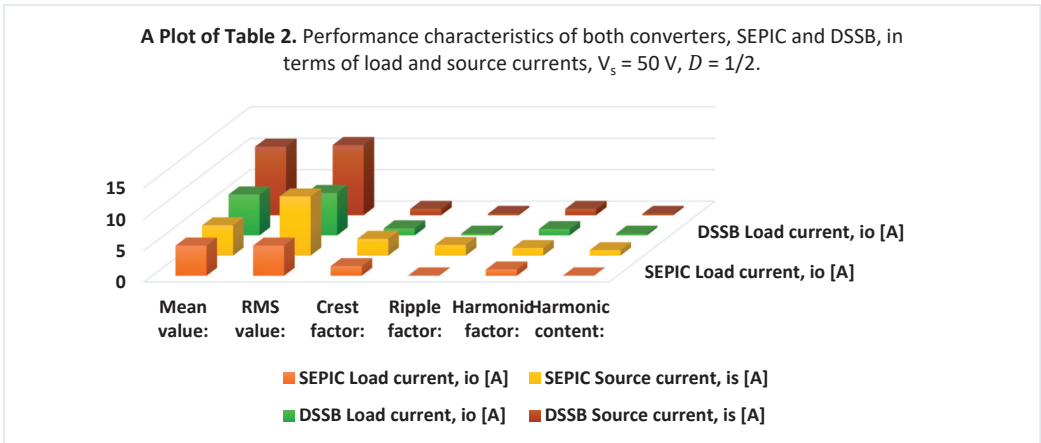 A Plot of Table 2. Performance characteristics of both converters, SEPIC and DSSB, in
terms of load and source currents, Vₛ = 50 V, D = 1/2.
15
10
5
0
DSSB Load current, io [A]
SEPIC Load current, io [A]
Mean value:
RMS value:
Crest factor:
Ripple factor:
Harmonic factor:
Harmonic content:
SEPIC Load current, io [A]
SEPIC Source current, is [A]
DSSB Load current, io [A]
DSSB Source current, is [A]